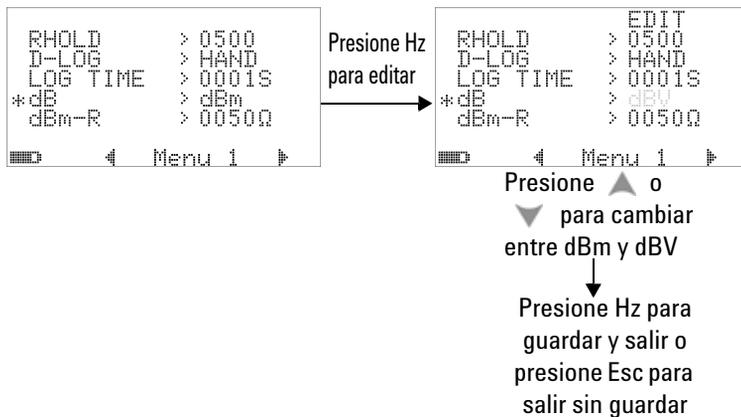 RHOLD > 0500
D-LOG > HAND
LOG TIME > 0001S
*dB > dBm
dBm-R > 0050Ω
Menu 1
Presione Hz
para editar
EDIT
RHOLD > 0500
D-LOG > HAND
LOG TIME > 0001S
*dB > dBV
dBm-R > 0050Ω
Menu 1
Presione o
para cambiar
entre dBm y dBV
Presione Hz para
guardar y salir o
presione Esc para
salir sin guardar